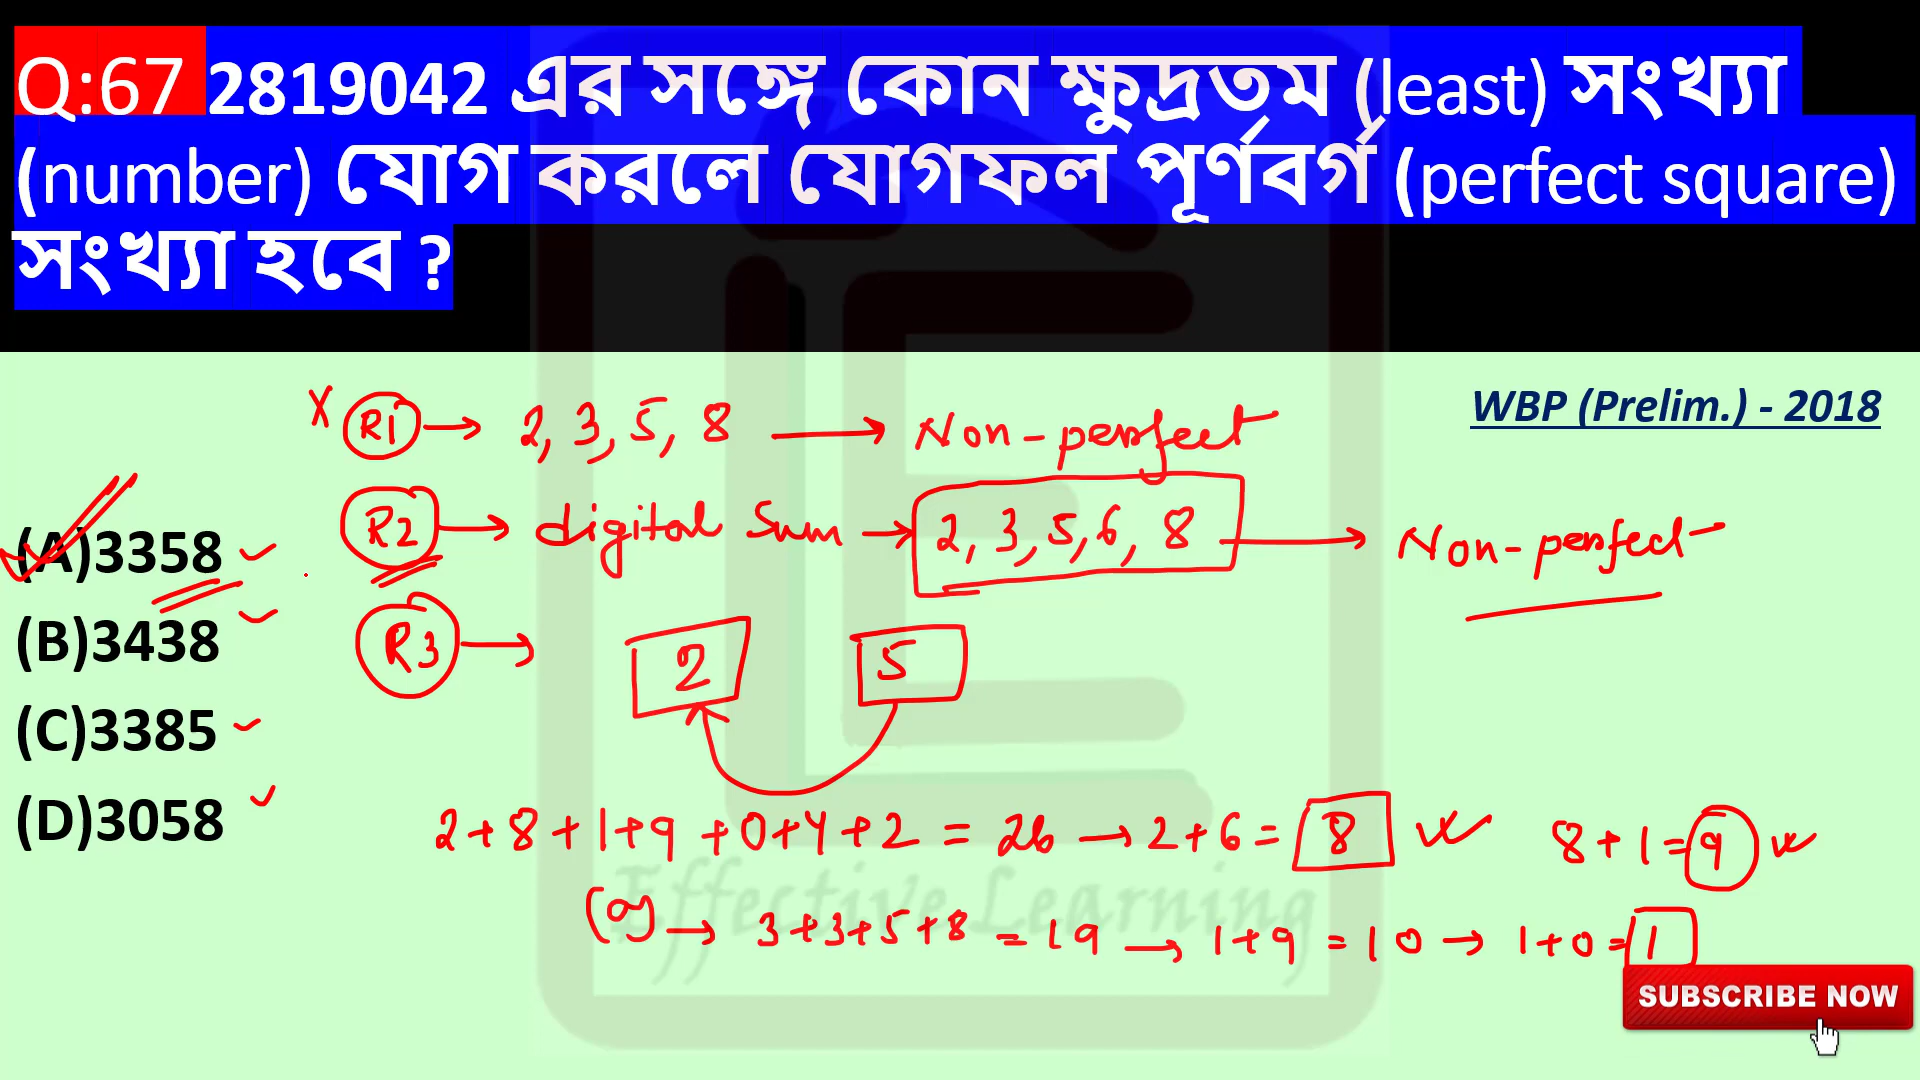 Q:67 2819042 এর সঙ্গে কোন ক্ষুদ্রতম (least) সংখ্যা
(number) যোগ করলে যোগফল পূর্ণবর্গ (perfect square)
সংখ্যা হবে ?
WBP (Prelim.) - 2018
X R1 → 2, 3, 5, 8 → Non-perfect
(A)3358
R2 → digital Sum → 2, 3, 5, 6, 8 → Non-perfect
(B)3438
R3 → 2 5
(C)3385
(D)3058
2+8+1+9+0+4+2 = 26 → 2+6 = 8
8+1=9
(a) → 3+3+5+8 = 19 → 1+9 = 10 → 1+0 = 1
Effective Learning
SUBSCRIBE NOW